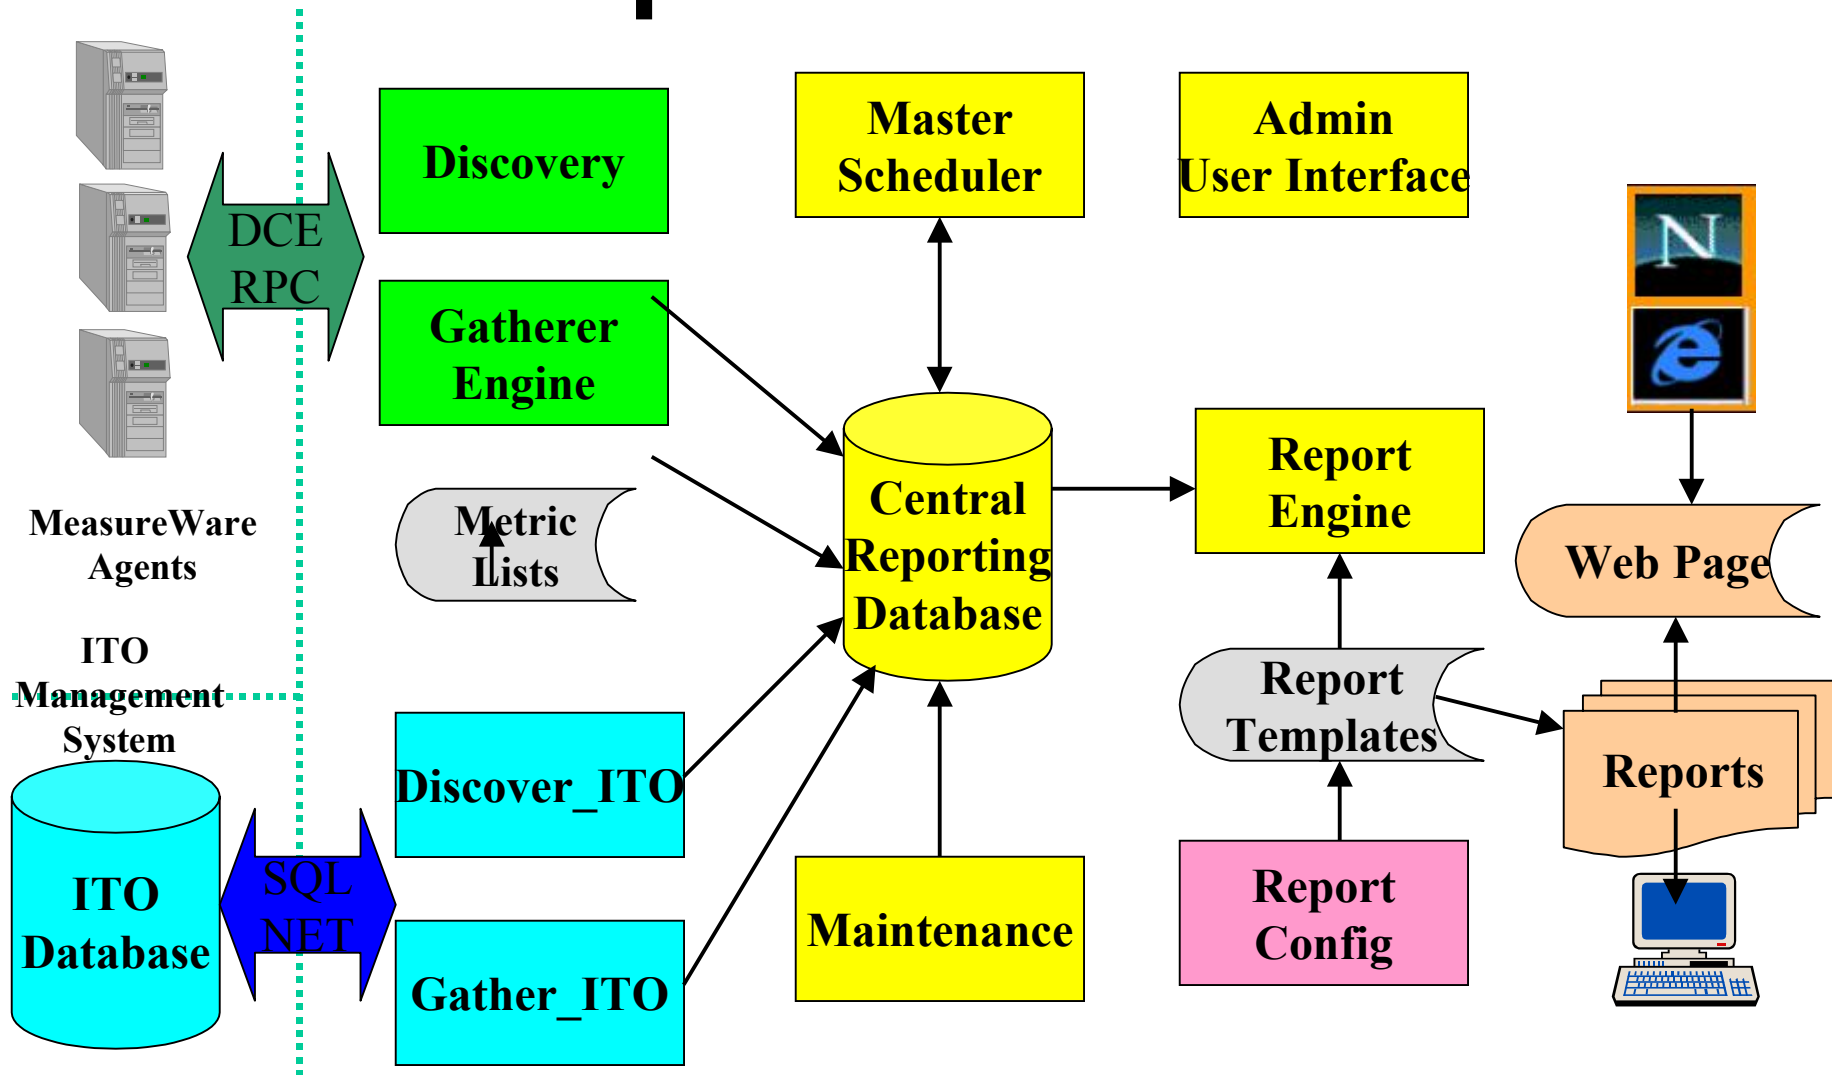 Discovery
Master
Scheduler
Admin
User Interface
DCE
RPC
N
e
Gatherer
Engine
MeasureWare
Agents
Metric
Lists
Central
Reporting
Database
Report
Engine
Web Page
ITO
Management
System
Report
Templates
Reports
Discover_ITO
ITO
Database
SQL
NET
Gather_ITO
Maintenance
Report
Config